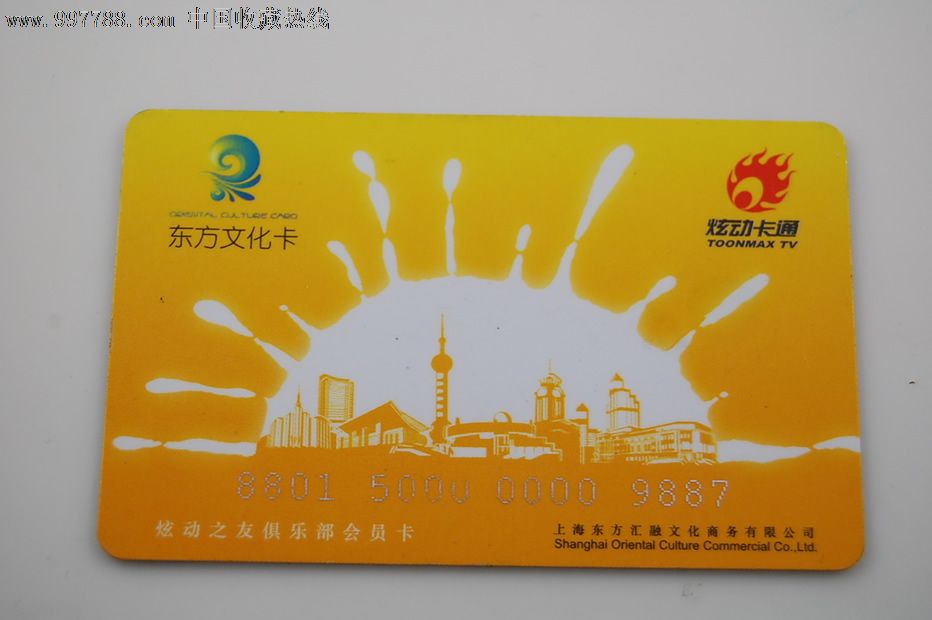 www.997788.com 中国收藏热线
ORIENTAL CULTURE CARD
东方文化卡
炫动卡通
TOONMAX TV
8801 5000 0000 9887
炫动之友俱乐部会员卡
上海东方汇融文化商务有限公司
Shanghai Oriental Culture Commercial Co.,Ltd.